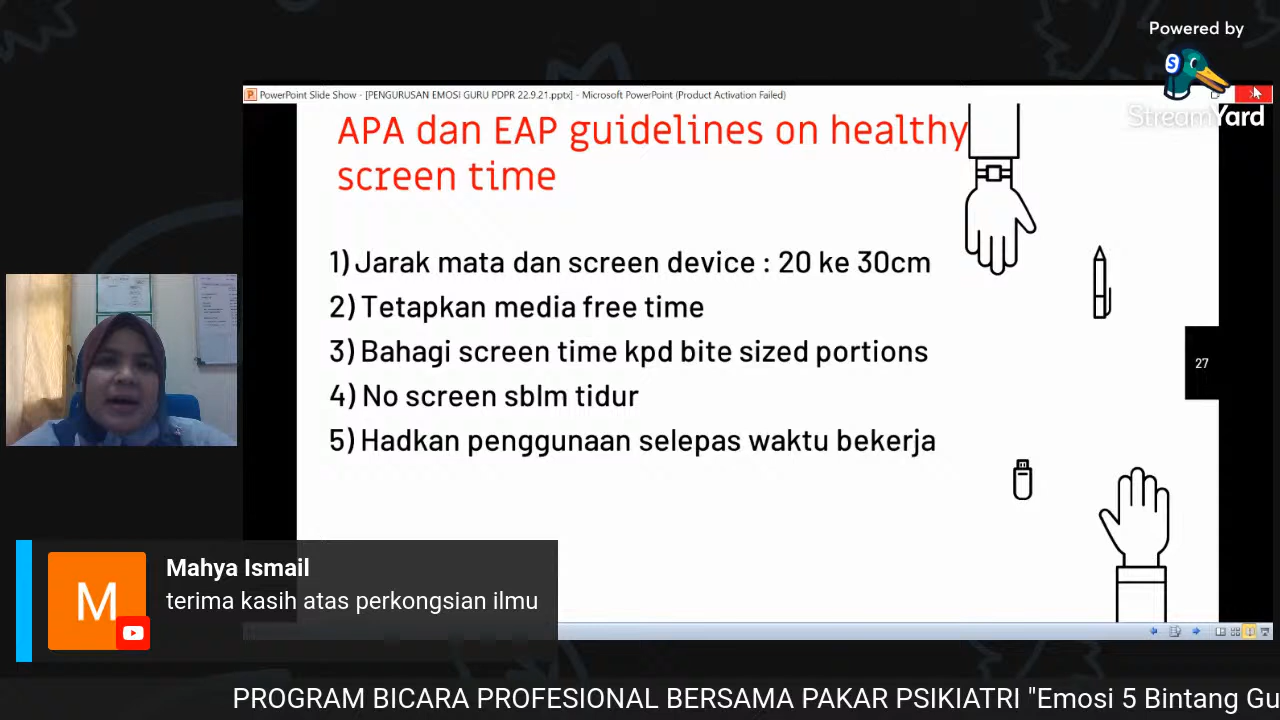 Powered by
S
StreamYard
PowerPoint Slide Show - [PENGURUSAN EMOSI GURU PDPR 22.9.21.pptx] - Microsoft PowerPoint (Product Activation Failed)
APA dan EAP guidelines on healthy
screen time
1) Jarak mata dan screen device : 20 ke 30cm
2) Tetapkan media free time
3) Bahagi screen time kpd bite sized portions
4) No screen sblm tidur
5) Hadkan penggunaan selepas waktu bekerja
27
M
Mahya Ismail
terima kasih atas perkongsian ilmu
PROGRAM BICARA PROFESIONAL BERSAMA PAKAR PSIKIATRI "Emosi 5 Bintang Gu